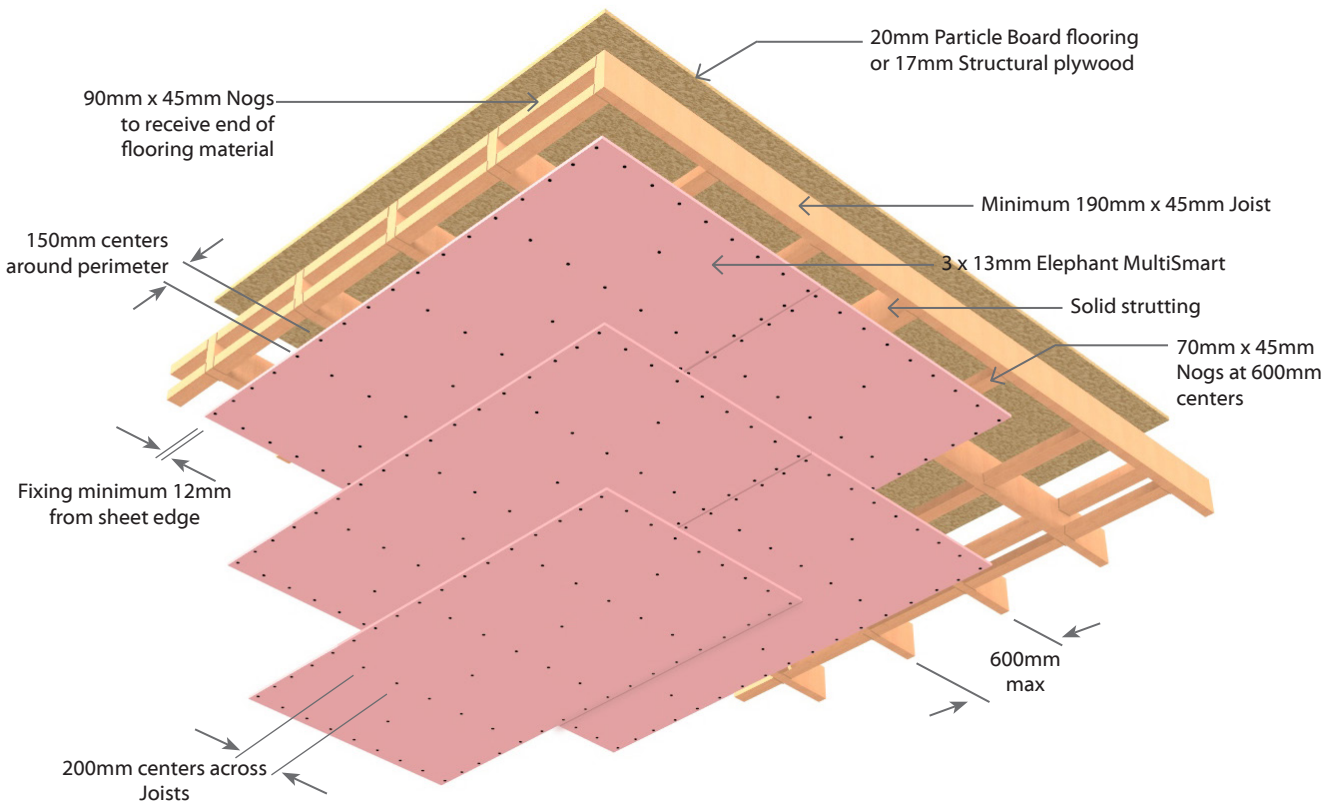 20mm Particle Board flooring
or 17mm Structural plywood
90mm x 45mm Nogs
to receive end of
flooring material
Minimum 190mm x 45mm Joist
150mm centers
around perimeter
3 x 13mm Elephant MultiSmart
Solid strutting
70mm x 45mm
Nogs at 600mm
centers
Fixing minimum 12mm
from sheet edge
600mm
max
200mm centers across
Joists